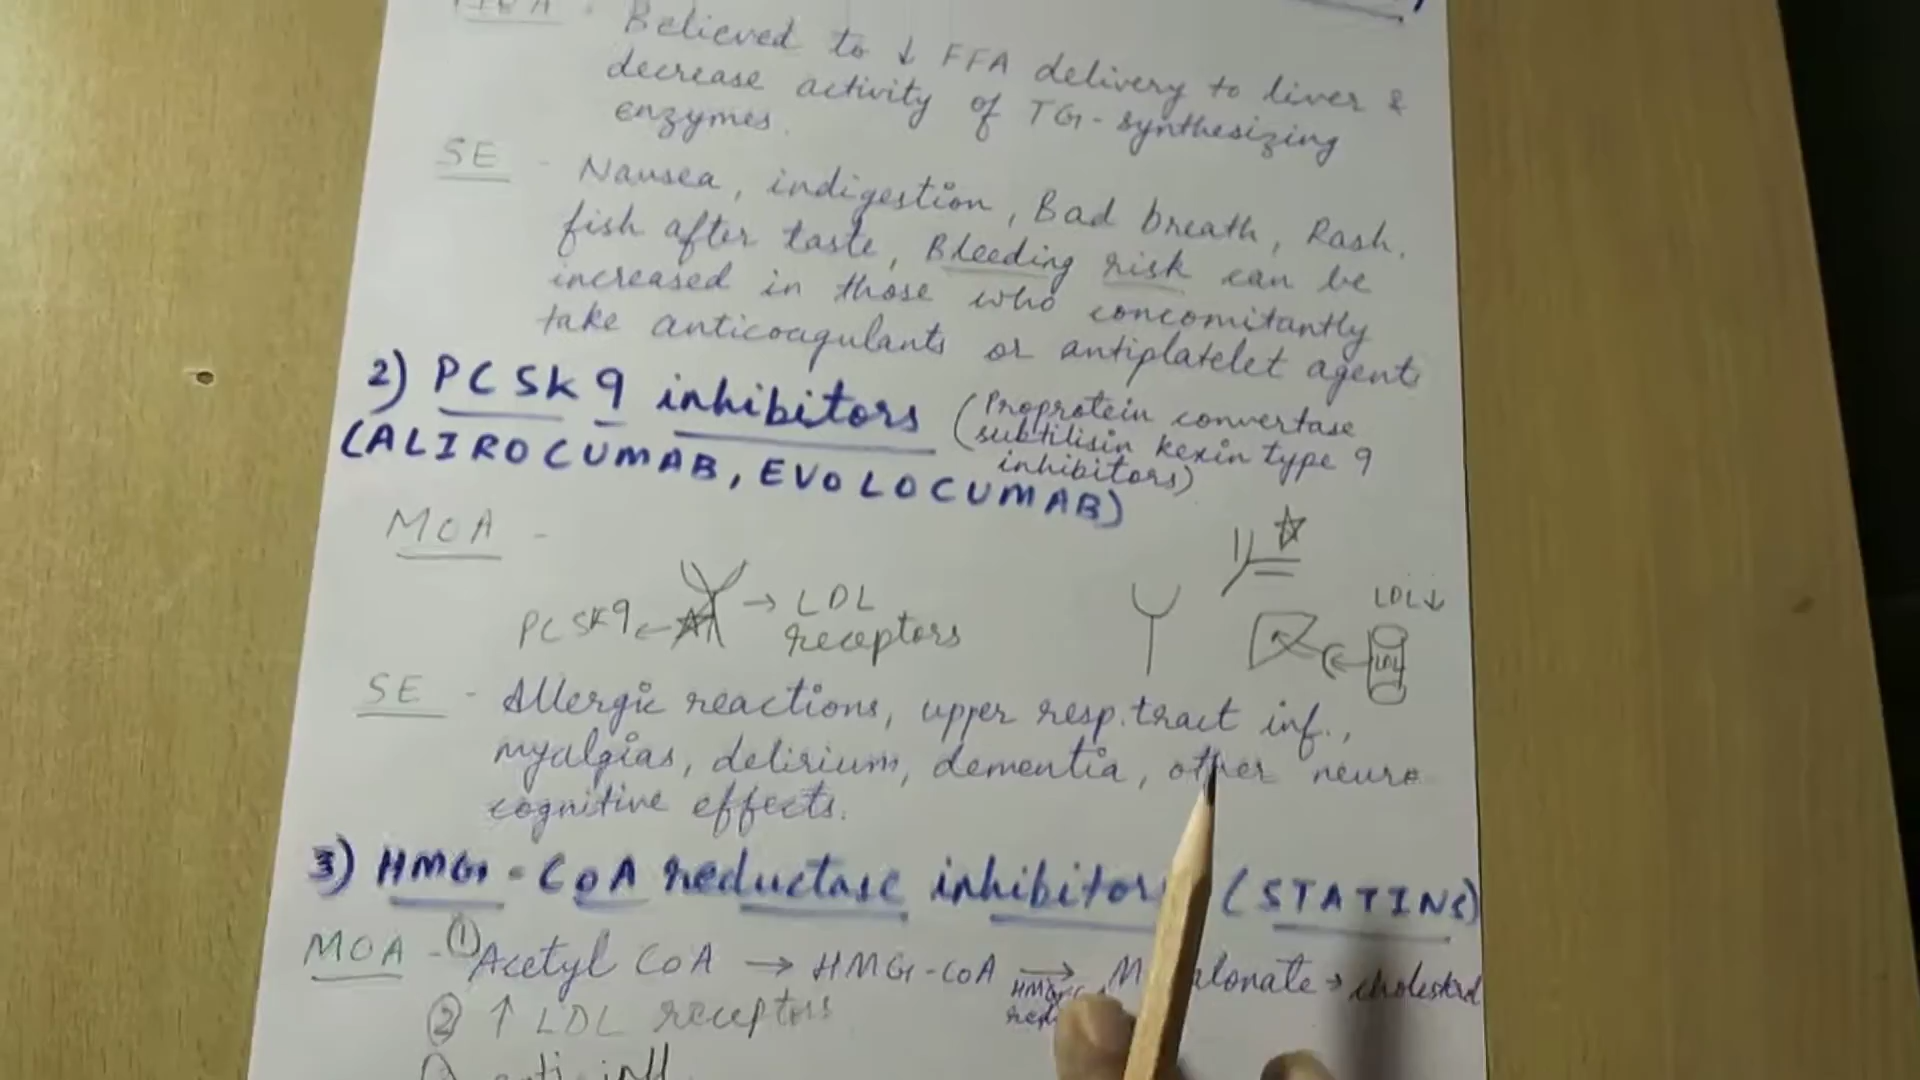 MOA - Believed to ↓ FFA delivery to liver &
decrease activity of TG-synthesizing
enzymes.
SE - Nausea, indigestion, Bad breath, Rash.
fish after taste, Bleeding risk can be
increased in those who concomitantly
take anticoagulants or antiplatelet agents
2) PCSK9 inhibitors (Proprotein convertase
subtilisin kexin type 9
inhibitors)
(ALIROCUMAB, EVOLOCUMAB)
MOA -
PCSK9 ← → LDL
receptors
LDL↓
LDL
SE - Allergic reactions, upper resp. tract inf.,
myalgias, delirium, dementia, other neuro
cognitive effects.
3) HMG-CoA reductase inhibitors (STATINS)
MOA - ① Acetyl CoA → HMG-CoA → M alonate → cholesterol
HMG
② ↑ LDL receptors